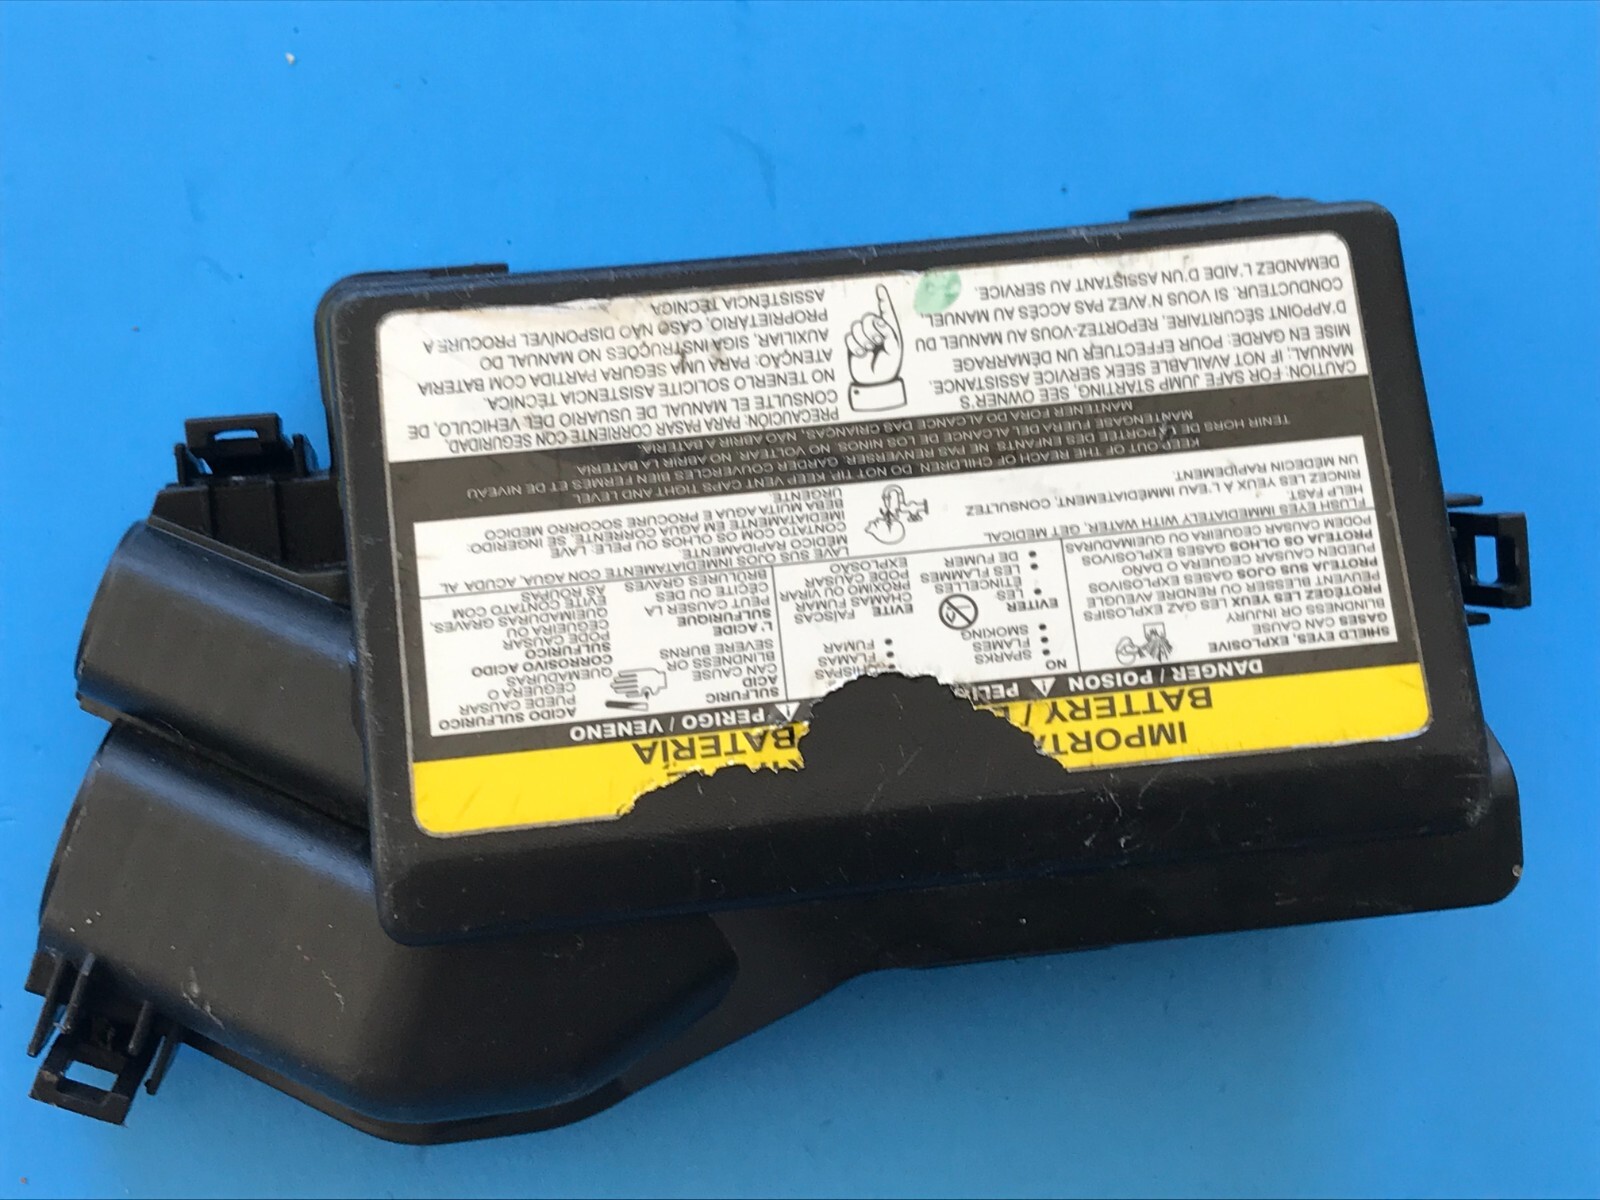 IMPORTA
BATTERY /
BATERIA
DANGER / POISON
PERIGO / VENENO
SHIELD EYES, EXPLOSIVE
GASES CAN CAUSE
BLINDNESS OR INJURY
PROTÉGEZ LES YEUX LES GAZ EXPLOSIFS
PEUVENT BLESSER OU RENDRE AVEUGLE
PROTEJA SUS OJOS GASES EXPLOSIVOS
PUEDEN CAUSAR CEGUERA O DANO
PROTEJA OS OLHOS GASES EXPLOSIVOS
PODEM CAUSAR CEGUEIRA OU QUEIMADURAS
NO
• SPARKS
• FLAMES
• SMOKING
EVITER
• LES ETINCELLES
• LES FLAMMES
• DE FUMER
CHISPAS
• FLAMAS
• FUMAR
EVITE FAÍSCAS
CHAMAS FUMAR
PRÓXIMO OU VIRAR
PODE CAUSAR
EXPLOSÃO
SULFURIC
ACID
CAN CAUSE
BLINDNESS OR
SEVERE BURNS
L'ACIDE
SULFURIQUE
PEUT CAUSER LA
CÉCITE OU DES
BRÛLURES GRAVES
ACIDO SULFURICO
PUEDE CAUSAR
CEGUERA O
QUEMADURAS
CORROSIVO ÁCIDO
SULFÚRICO
PODE CAUSAR
CEGUEIRA OU
QUEIMADURAS GRAVES,
EVITE CONTATO COM
AS ROUPAS
FLUSH EYES IMMEDIATELY WITH WATER, GET MEDICAL
HELP FAST.
RINCEZ LES YEUX À L'EAU IMMÉDIATEMENT, CONSULTEZ
UN MÉDECIN RAPIDEMENT.
LAVE SUS OJOS INMEDIATAMENTE CON AGUA, ACUDA AL
MÉDICO RAPIDAMENTE.
CONTATO COM OS OLHOS OU PELE: LAVE
IMEDIATAMENTE EM ÁGUA CORRENTE, SE INGERIDO:
BEBA MUITA AGUA E PROCURE SOCORRO MÉDICO
URGENTE
KEEP OUT OF THE REACH OF CHILDREN. DO NOT TIP. KEEP VENT CAPS TIGHT AND LEVEL
TENIR HORS DE LA PORTÉE DES ENFANTS NE PAS RENVERSER. GARDER COUVERCLES BIEN FERMÉS ET DE NIVEAU
MANTENGASE FUERA DEL ALCANCE DE LOS NINOS. NO VOLTEAR. NO ABRIR LA BATERIA
MANTENER FORA DO ALCANCE DAS CRIANÇAS, NÃO ABRIR A BATERIA.
CAUTION: FOR SAFE JUMP STARTING, SEE OWNER'S
MANUAL, IF NOT AVAILABLE SEEK SERVICE ASSISTANCE.
MISE EN GARDE: POUR EFFECTUER UN DÉMARRAGE
D'APPOINT SÉCURITAIRE, REPORTEZ-VOUS AU MANUEL DU
CONDUCTEUR. SI VOUS N'AVEZ PAS ACCÈS AU MANUEL,
DEMANDEZ L'AIDE D'UN ASSISTANT AU SERVICE.
PRECAUCIÓN: PARA PASAR CORRIENTE CON SEGURIDAD,
CONSULTE EL MANUAL DE USUARIO DEL VEHICULO, DE
NO TENERLO SOLICITE ASISTENCIA TÉCNICA.
ATENÇÃO: PARA UMA SEGURA PARTIDA COM BATERIA
AUXILIAR, SIGA INSTRUÇÕES NO MANUAL DO
PROPRIETÁRIO, CASO NÃO DISPONÍVEL PROCURE A
ASSISTÊNCIA TÉCNICA